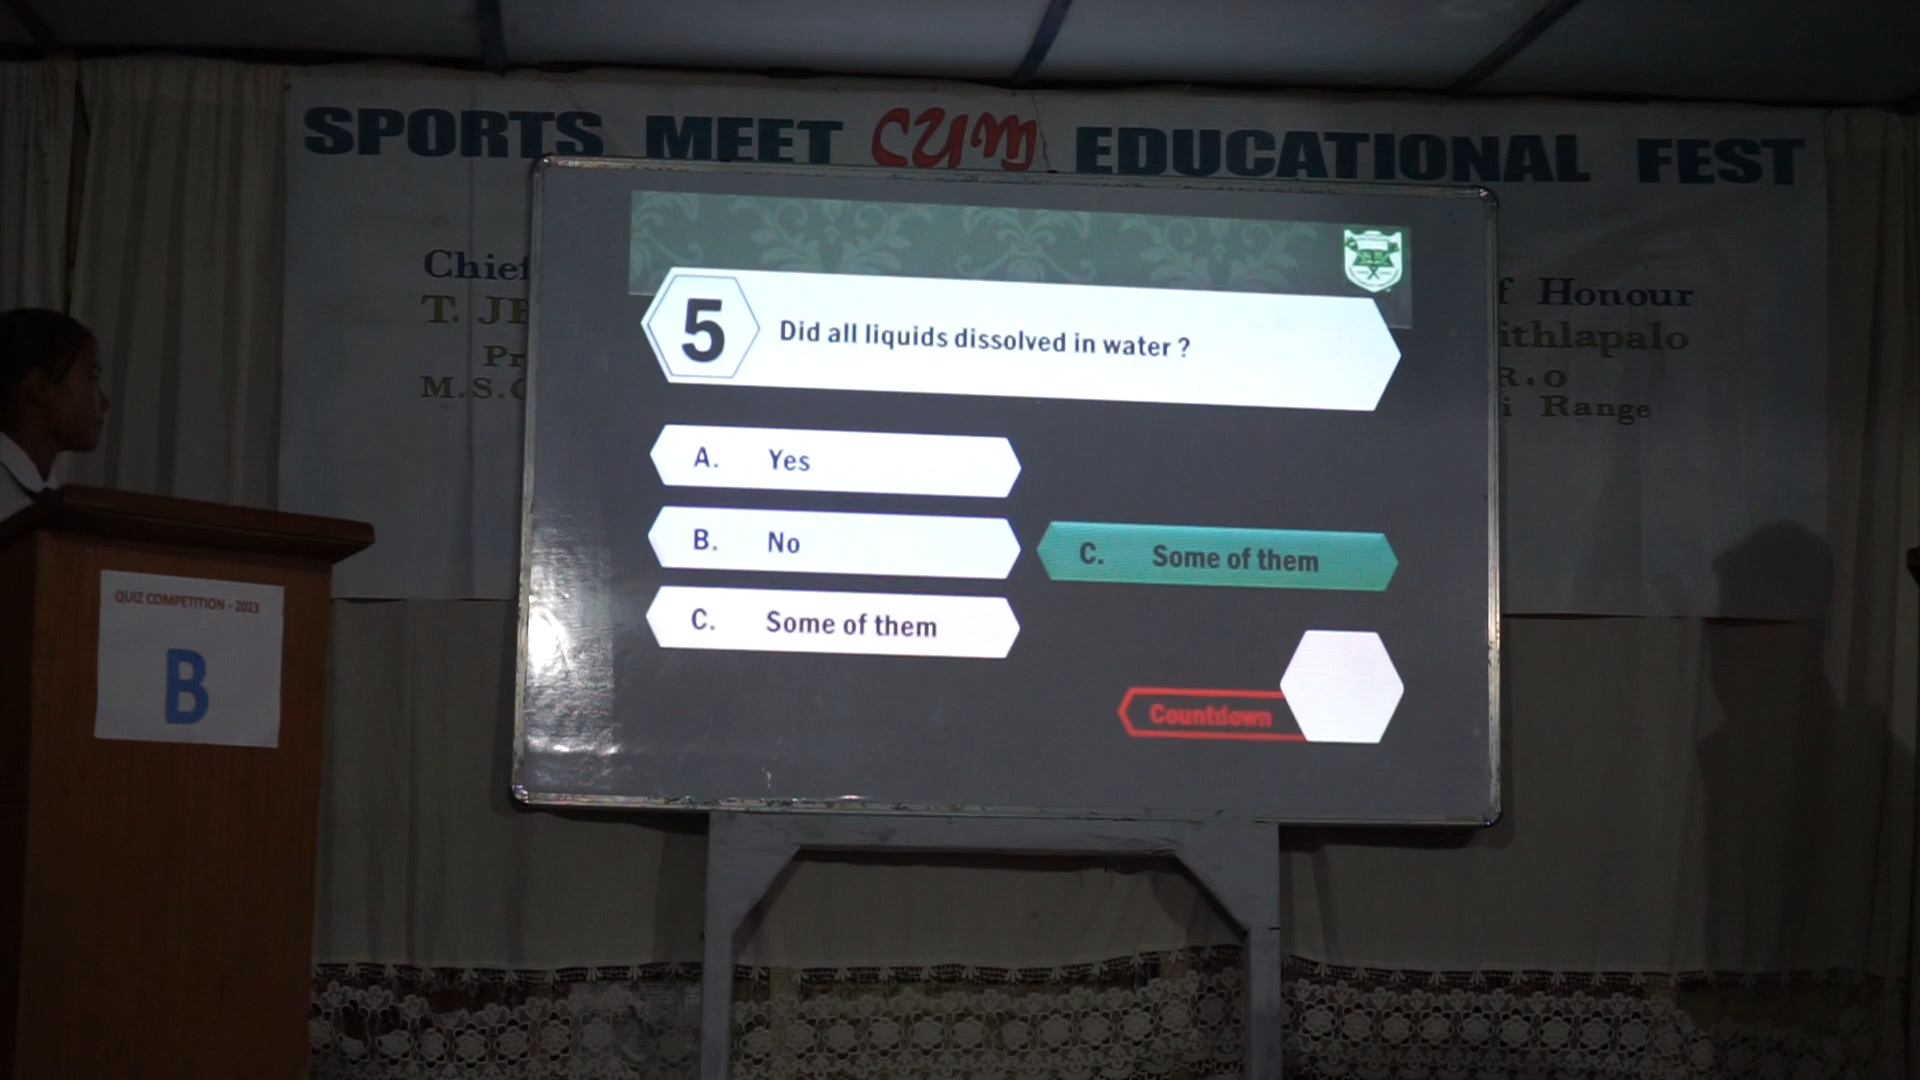 SPORTS MEET CUM EDUCATIONAL FEST
Chief
T. JE
Pr
M.S.C
f Honour
ithlapalo
R.O
i Range
5 Did all liquids dissolved in water ?
A. Yes
B. No
C. Some of them
C. Some of them
Countdown
QUIZ COMPETITION - 2023
B